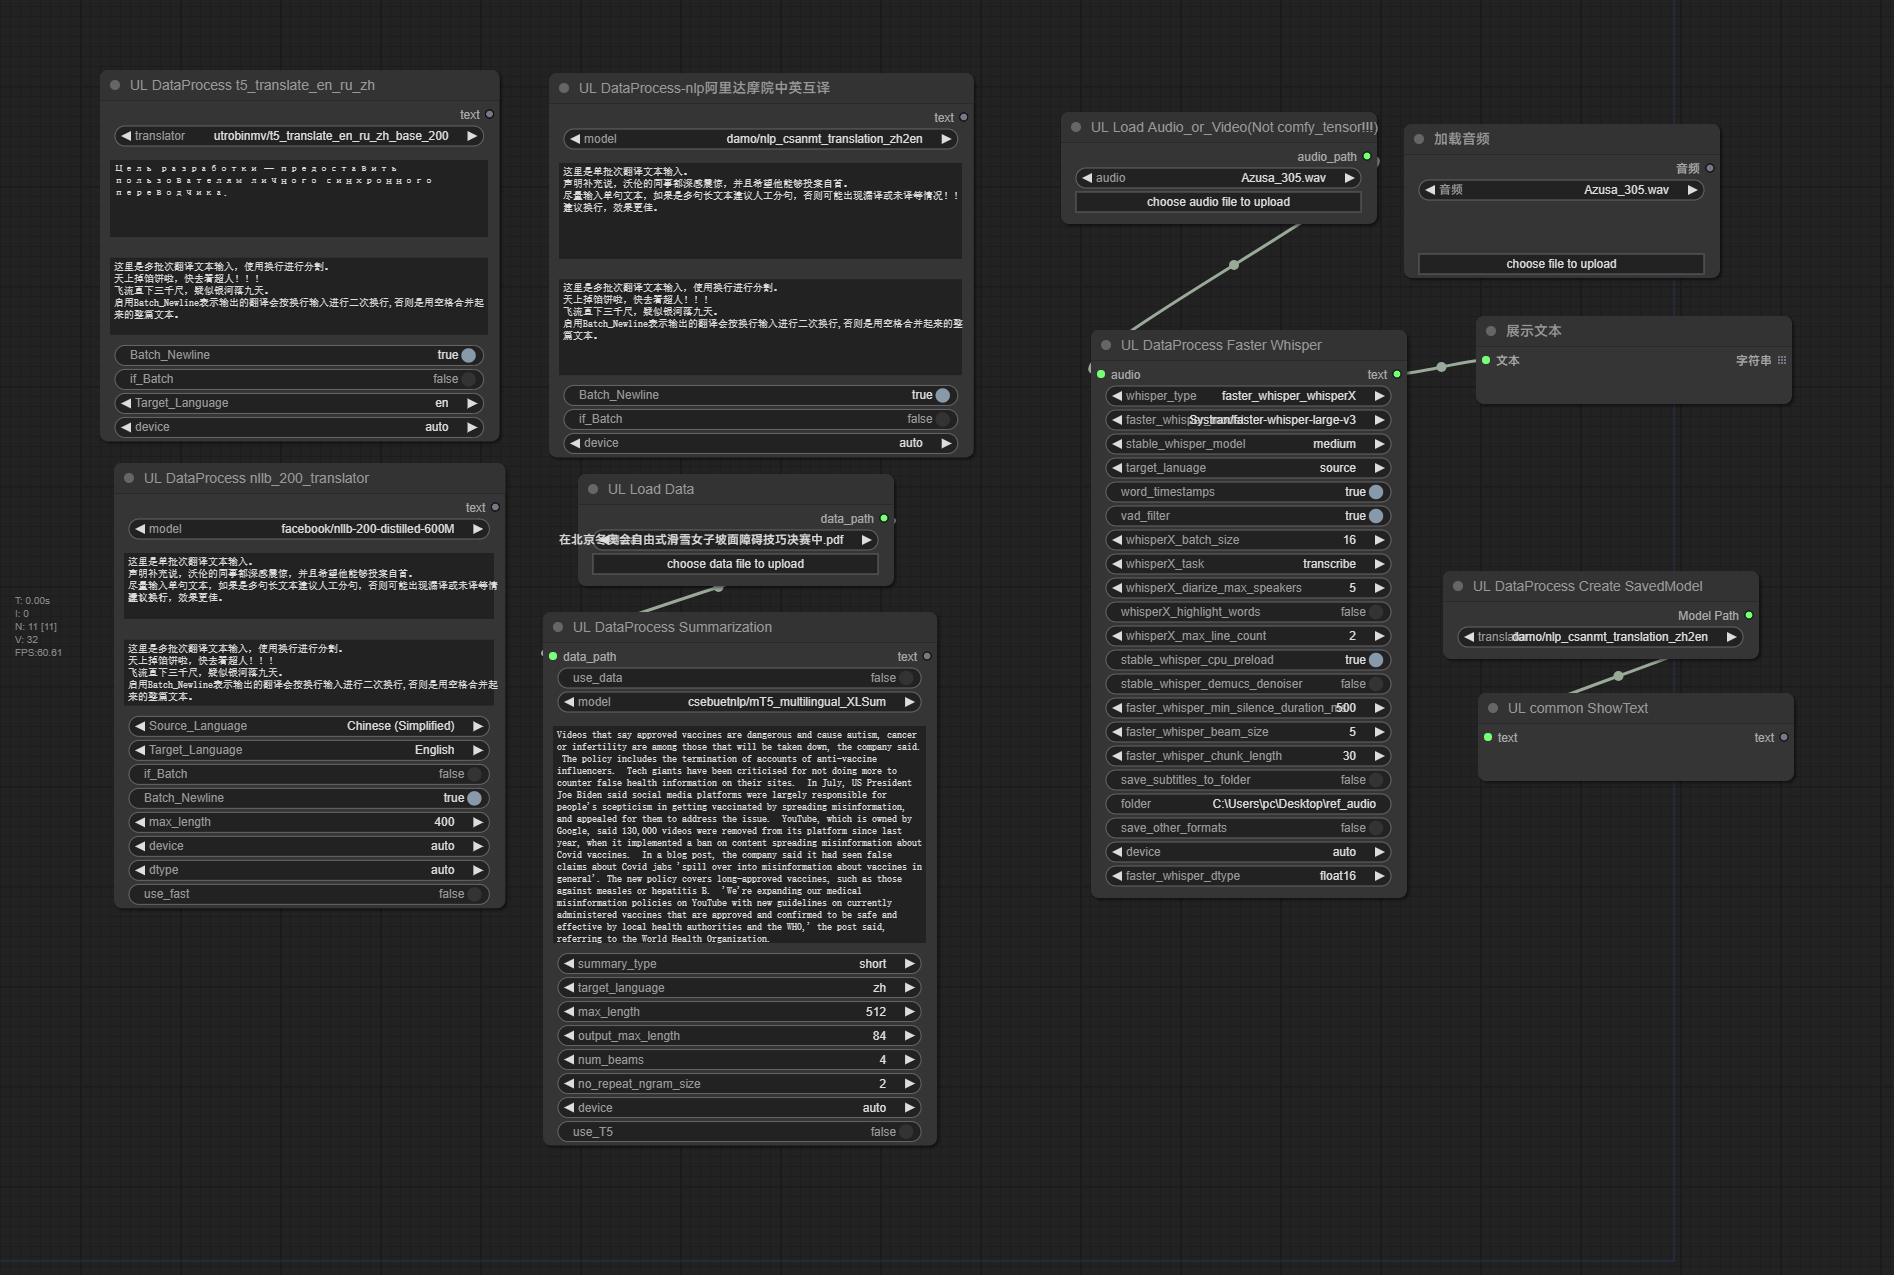 UL DataProcess t5_translate_en_ru_zh
text
translator utrobinmv/t5_translate_en_ru_zh_base_200
Цель разработки — предоставить
пользователям личного синхронного
переводчика.
这里是多批次翻译文本输入，使用换行进行分割。
天上掉馅饼啦，快去看超人！！！
飞流直下三千尺，疑似银河落九天。
启用Batch_Newline表示输出的翻译会按换行输入进行二次换行,否则是用空格合并起
来的整篇文本。
Batch_Newline true
if_Batch false
Target_Language en
device auto
UL DataProcess-nlp阿里达摩院中英互译
text
model damo/nlp_csanmt_translation_zh2en
这里是单批次翻译文本输入。
声明补充说，沃伦的同事都深感震惊，并且希望他能够投案自首。
尽量输入单句文本，如果是多句长文本建议人工分句，否则可能出现漏译或未译等情况！！
建议换行，效果更佳。
这里是多批次翻译文本输入，使用换行进行分割。
天上掉馅饼啦，快去看超人！！！
飞流直下三千尺，疑似银河落九天。
启用Batch_Newline表示输出的翻译会按换行输入进行二次换行,否则是用空格合并起来的整
篇文本。
Batch_Newline true
if_Batch false
device auto
UL DataProcess nllb_200_translator
text
model facebook/nllb-200-distilled-600M
这里是单批次翻译文本输入。
声明补充说，沃伦的同事都深感震惊，并且希望他能够投案自首。
尽量输入单句文本，如果是多句长文本建议人工分句，否则可能出现漏译或未译等情
建议换行，效果更佳。
这里是多批次翻译文本输入，使用换行进行分割。
天上掉馅饼啦，快去看超人！！！
飞流直下三千尺，疑似银河落九天。
启用Batch_Newline表示输出的翻译会按换行输入进行二次换行,否则是用空格合并起
来的整篇文本。
Source_Language Chinese (Simplified)
Target_Language English
if_Batch false
Batch_Newline true
max_length 400
device auto
dtype auto
use_fast false
T: 0.00s
I: 0
N: 11 [11]
V: 32
FPS:60.61
UL Load Data
data_path
在北京冬奥会自由式滑雪女子坡面障碍技巧决赛中.pdf
choose data file to upload
UL DataProcess Summarization
data_path text
use_data false
model csebuetnlp/mT5_multilingual_XLSum
Videos that say approved vaccines are dangerous and cause autism, cancer
or infertility are among those that will be taken down, the company said.
The policy includes the termination of accounts of anti-vaccine
influencers.  Tech giants have been criticised for not doing more to
counter false health information on their sites.  In July, US President
Joe Biden said social media platforms were largely responsible for
people's scepticism in getting vaccinated by spreading misinformation,
and appealed for them to address the issue.  YouTube, which is owned by
Google, said 130,000 videos were removed from its platform since last
year, when it implemented a ban on content spreading misinformation about
Covid vaccines.  In a blog post, the company said it had seen false
claims about Covid jabs 'spill over into misinformation about vaccines in
general'. The new policy covers long-approved vaccines, such as those
against measles or hepatitis B.  'We're expanding our medical
misinformation policies on YouTube with new guidelines on currently
administered vaccines that are approved and confirmed to be safe and
effective by local health authorities and the WHO,' the post said,
referring to the World Health Organization.
summary_type short
target_language zh
max_length 512
output_max_length 84
num_beams 4
no_repeat_ngram_size 2
device auto
use_T5 false
UL Load Audio_or_Video(Not comfy_tensor!!!)
audio_path
audio Azusa_305.wav
choose audio file to upload
加载音频
音频
音频 Azusa_305.wav
choose file to upload
UL DataProcess Faster Whisper
audio text
whisper_type faster_whisper_whisperX
Systran/faster-whisper-large-v3
stable_whisper_model medium
target_lanuage source
word_timestamps true
vad_filter true
whisperX_batch_size 16
whisperX_task transcribe
whisperX_diarize_max_speakers 5
whisperX_highlight_words false
whisperX_max_line_count 2
stable_whisper_cpu_preload true
stable_whisper_demucs_denoiser false
faster_whisper_min_silence_duration_ 500
faster_whisper_beam_size 5
faster_whisper_chunk_length 30
save_subtitles_to_folder false
folder C:\Users\pc\Desktop\ref_audio
save_other_formats false
device auto
faster_whisper_dtype float16
展示文本
文本 字符串
UL DataProcess Create SavedModel
Model Path
damo/nlp_csanmt_translation_zh2en
UL common ShowText
text text